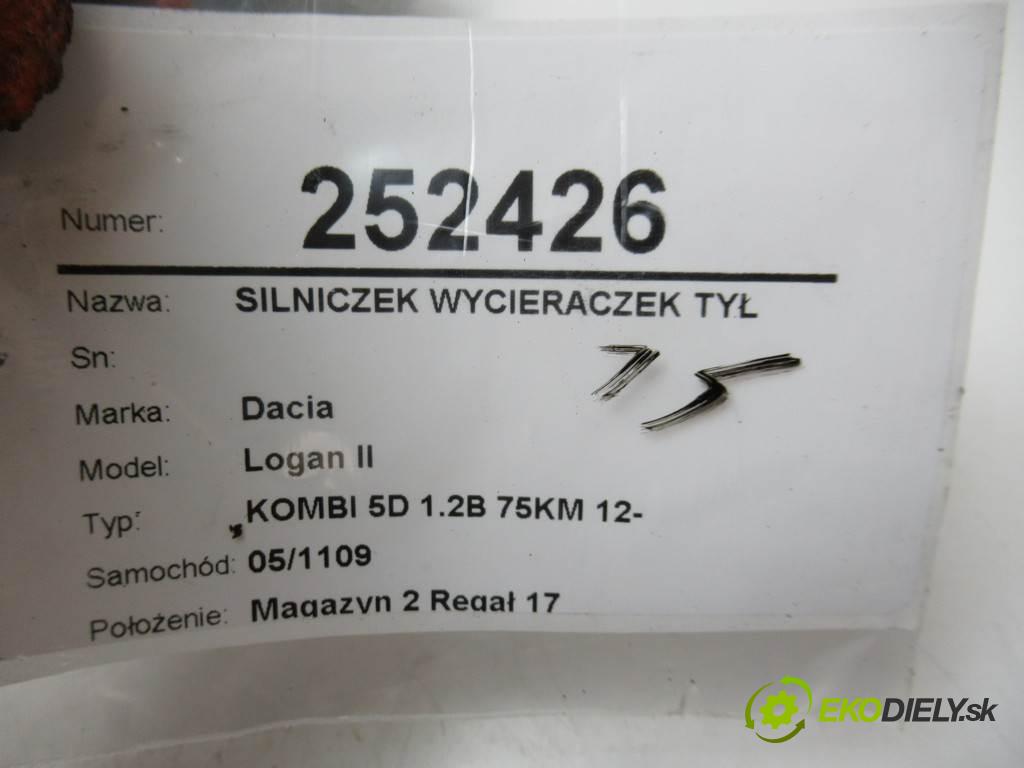 Numer: 252426
Nazwa: SILNICZEK WYCIERACZEK TYŁ
Sn:
15
Marka: Dacia
Model: Logan II
Typ: KOMBI 5D 1.2B 75KM 12-
Samochód: 05/1109
Położenie: Magazyn 2 Regał 17
EKODIELY.sk